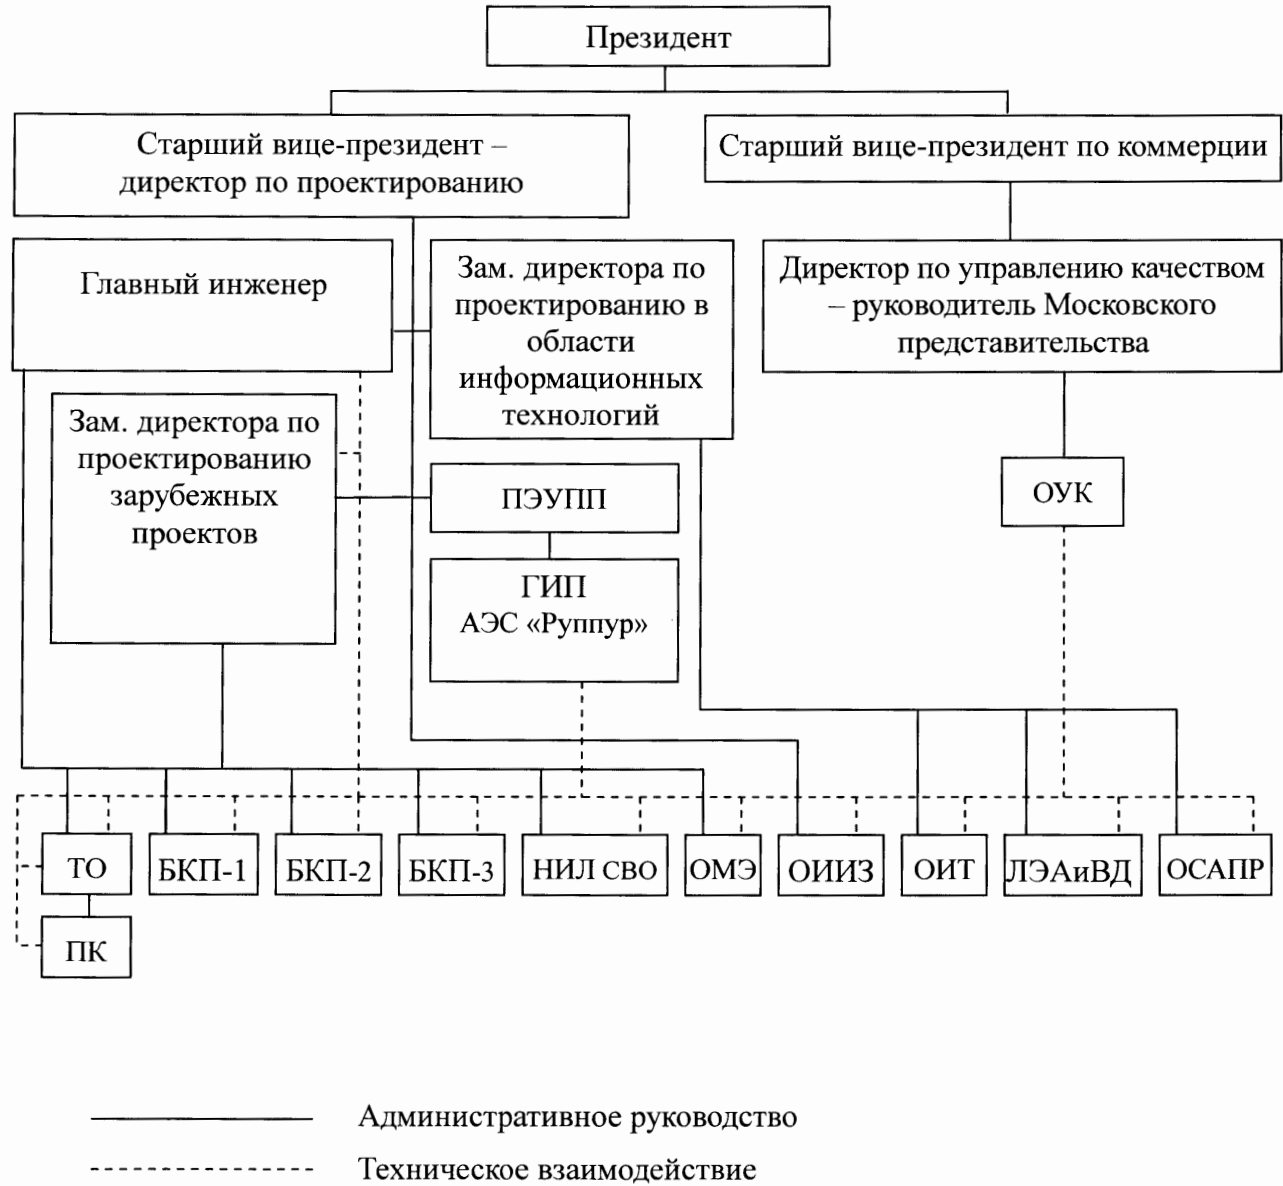 Президент
Старший вице-президент –
директор по проектированию
Старший вице-президент по коммерции
Главный инженер
Зам. директора по
проектированию в
области
информационных
технологий
Директор по управлению качеством
– руководитель Московского
представительства
Зам. директора по
проектированию
зарубежных
проектов
ПЭУПП
ОУК
ГИП
АЭС «Руппур»
ТО
БКП-1
БКП-2
БКП-3
НИЛ СВО
ОМЭ
ОИИЗ
ОИТ
ЛЭАиВД
ОСАПР
ПК
Административное руководство
Техническое взаимодействие